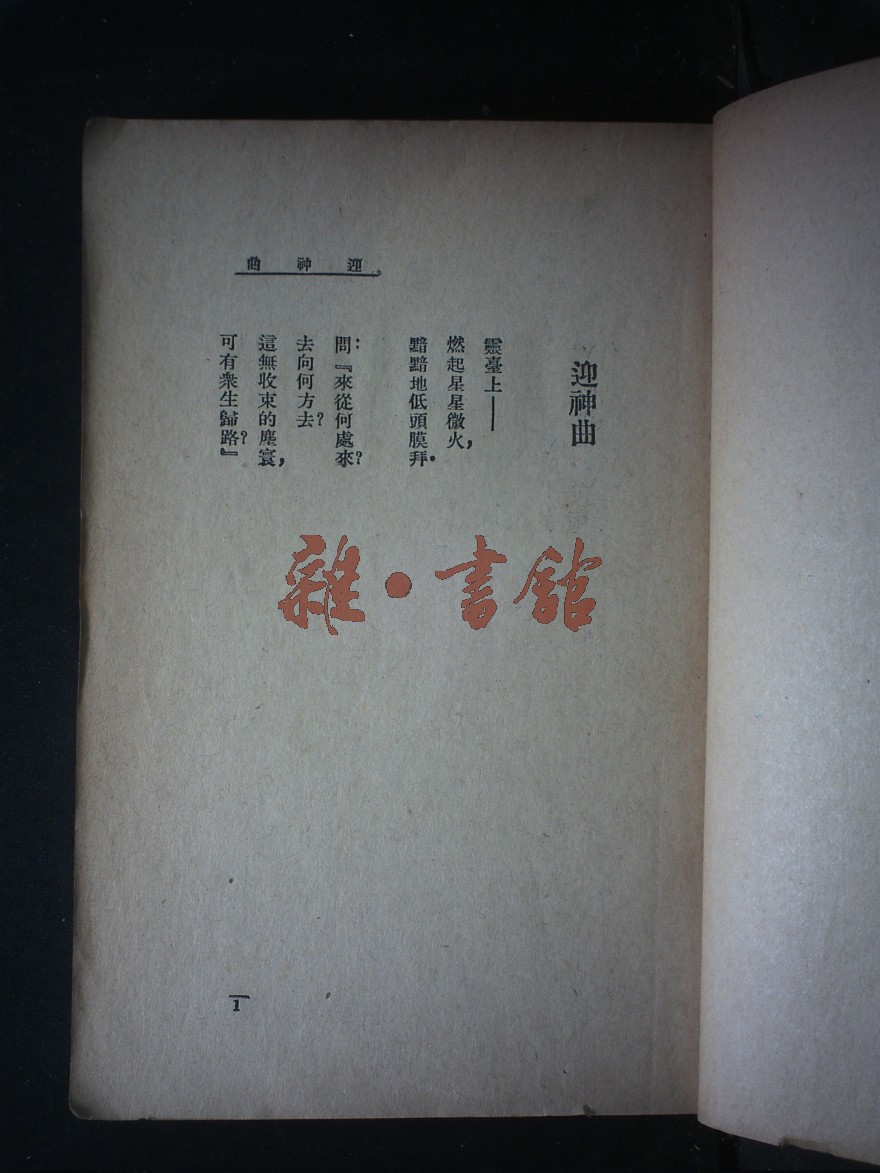 迎神曲
迎神曲
靈臺上——
燃起星星微火，
黯黯地低頭膜拜．
問：『來從何處來？
去向何方去？
這無收束的塵寰，
可有衆生歸路？』
雜・書館
1